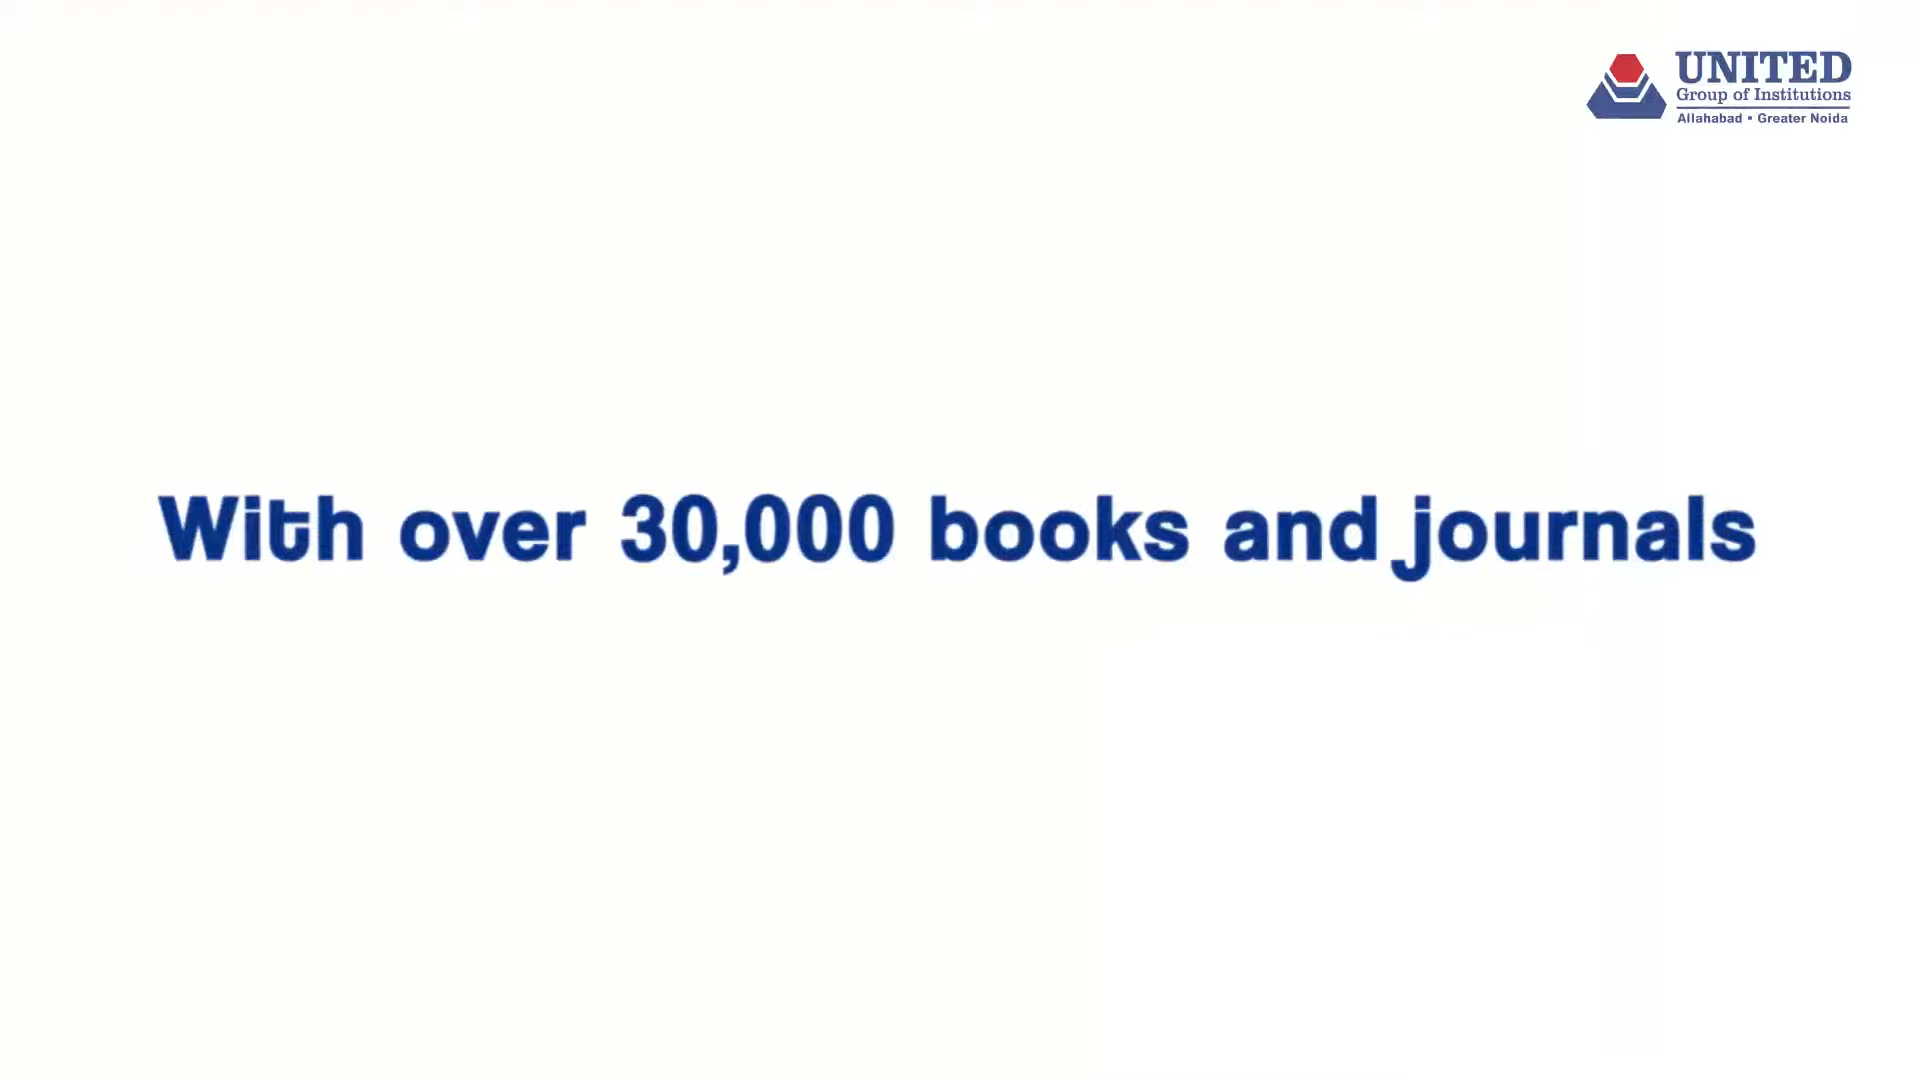 UNITED
Group of Institutions
Allahabad • Greater Noida
With over 30,000 books and journals